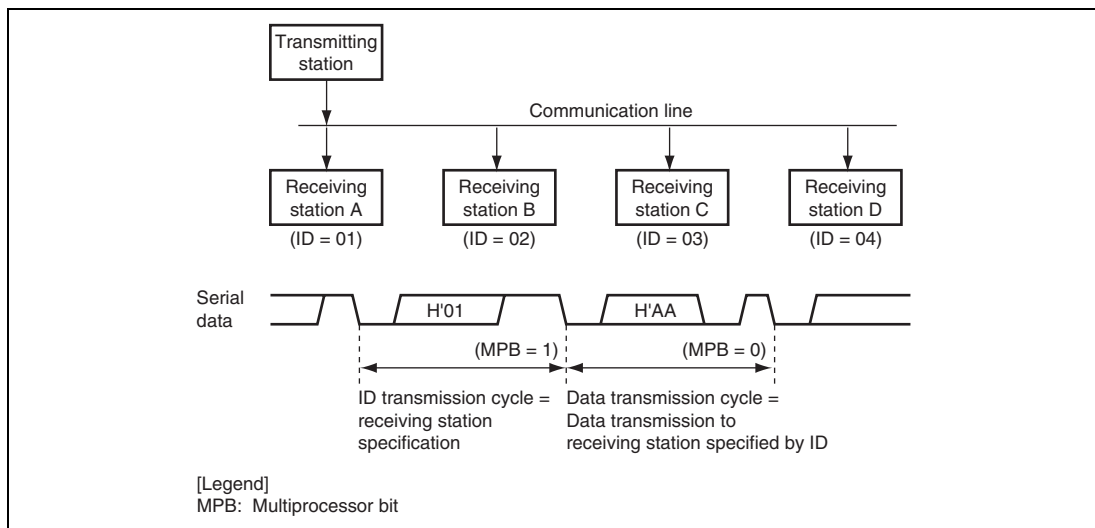 Transmitting
station
Communication line
Receiving
station A
Receiving
station B
Receiving
station C
Receiving
station D
(ID = 01)
(ID = 02)
(ID = 03)
(ID = 04)
Serial
data
H'01
H'AA
(MPB = 1)
(MPB = 0)
ID transmission cycle =
receiving station
specification
Data transmission cycle =
Data transmission to
receiving station specified by ID
[Legend]
MPB: Multiprocessor bit